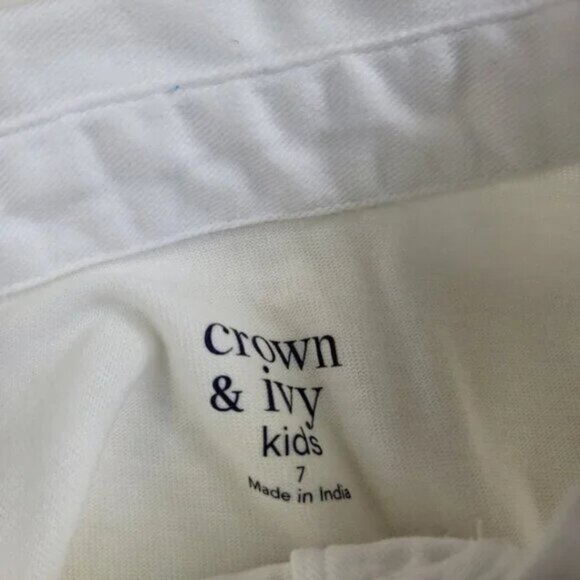 crown
& ivy
kids
7
Made in India